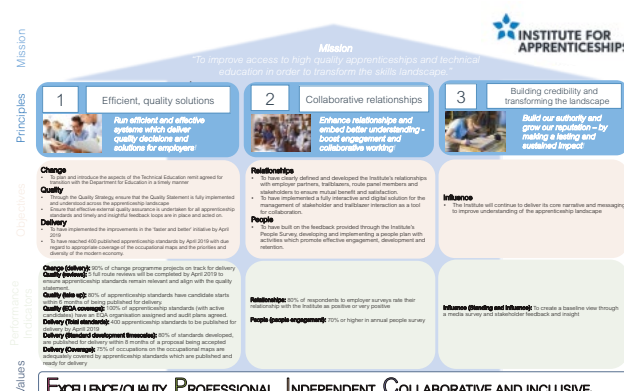 INSTITUTE FOR
APPRENTICESHIPS
Mission
Mission
"To improve access to high quality apprenticeships and technical
education in order to transform the skills landscape."
Principles
1
Efficient, quality solutions
Run efficient and effective
systems which deliver
quality decisions and
solutions for employers
2
Collaborative relationships
Enhance relationships and
embed better understanding -
boost engagement and
collaborative working
3
Building credibility and
transforming the landscape
Build our authority and
grow our reputation – by
making a lasting and
sustained impact
Objectives
Change
• To plan and introduce the aspects of the Technical Education remit agreed for
transition with the Department for Education in a timely manner
Quality
• Through the Quality Strategy, ensure that the Quality Statement is fully implemented
and understood across the apprenticeship landscape
• Ensure that effective external quality assurance is undertaken for all apprenticeship
standards and timely and insightful feedback loops are in place and acted on.
Delivery
• To have implemented the improvements in the 'faster and better' initiative by April
2019
• To have reached 400 published apprenticeship standards by April 2019 with due
regard to appropriate coverage of the occupational maps and the priorities and
diversity of the modern economy.
Relationships
• To have clearly defined and developed the Institute's relationships
with employer partners, trailblazers, route panel members and
stakeholders to ensure mutual benefit and satisfaction
• To have implemented a fully interactive and digital solution for the
management of stakeholder and trailblazer interaction as a tool
for collaboration.
People
• To have built on the feedback provided through the Institute's
People Survey, developing and implementing a people plan with
activities which promote effective engagement, development and
retention.
Influence
• The Institute will continue to deliver its core narrative and messaging
to improve understanding of the apprenticeship landscape
Performance
Indicators
Change (delivery): 90% of change programme projects on track for delivery
Quality (reviews): 5 full route reviews will be completed by April 2019 to
ensure apprenticeship standards remain relevant and align with the quality
statement.
Quality (take up): 80% of apprenticeship standards have candidate starts
within 6 months of being published for delivery.
Quality (EQA coverage): 100% of apprenticeship standards (with active
candidates) have an EQA organisation assigned and audit plans agreed.
Delivery (Total standards): 400 apprenticeship standards to be published for
delivery by April 2019
Delivery (Standard development timescales): 80% of standards developed,
are published for delivery within 8 months of a proposal being accepted
Delivery (Coverage): 75% of occupations on the occupational maps are
adequately covered by apprenticeship standards which are published and
ready for delivery
Relationships: 80% of respondents to employer surveys rate their
relationship with the Institute as positive or very positive
People (people engagement): 70% or higher in annual people survey
Influence (Standing and Influence): To create a baseline view through
a media survey and stakeholder feedback and insight
Values
EXCELLENCE/QUALITY, PROFESSIONAL, INDEPENDENT, COLLABORATIVE AND INCLUSIVE,